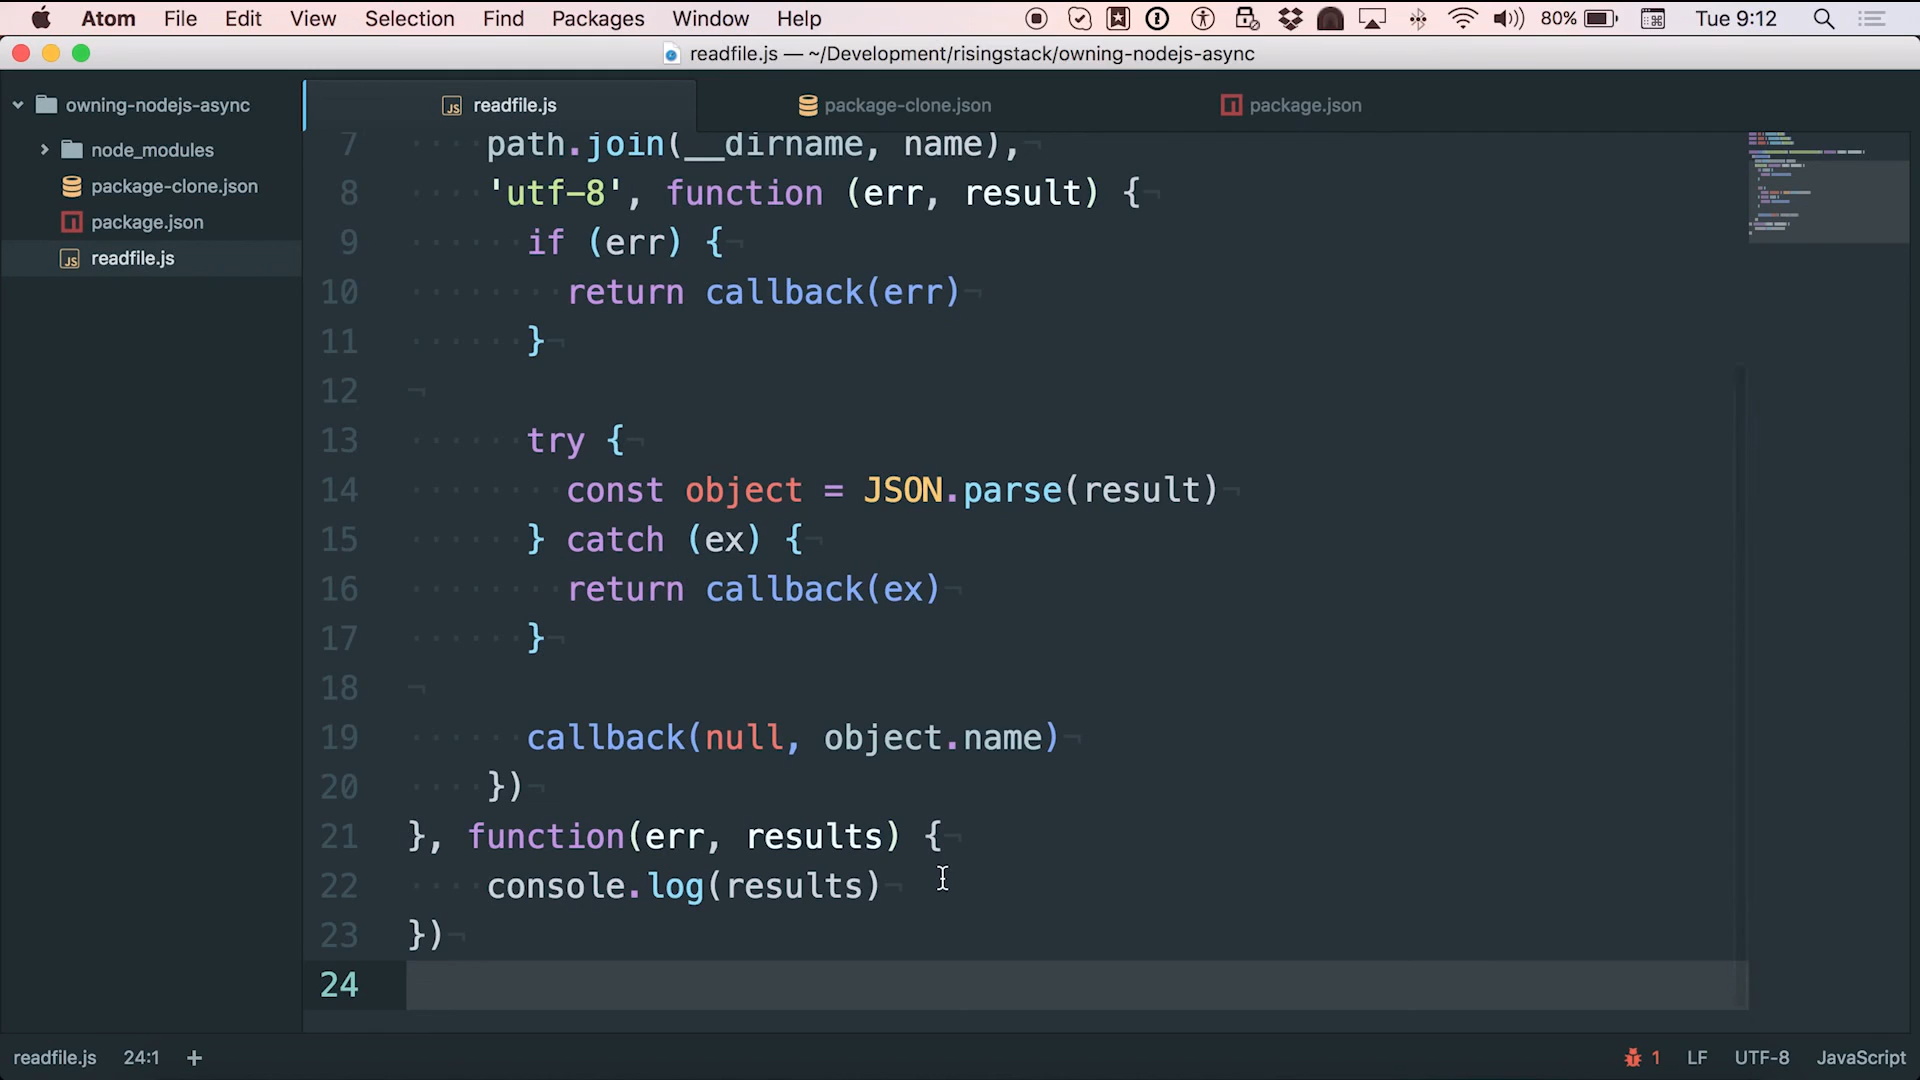 Atom File Edit View Selection Find Packages Window Help 80% Tue 9:12
readfile.js — ~/Development/risingstack/owning-nodejs-async
owning-nodejs-async
node_modules
package-clone.json
package.json
readfile.js
readfile.js package-clone.json package.json
7 path.join(__dirname, name),
8 'utf-8', function (err, result) {
9 if (err) {
10 return callback(err)
11 }
12
13 try {
14 const object = JSON.parse(result)
15 } catch (ex) {
16 return callback(ex)
17 }
18
19 callback(null, object.name)
20 })
21 }, function(err, results) {
22 console.log(results)
23 })
24
readfile.js 24:1 + 1 LF UTF-8 JavaScript